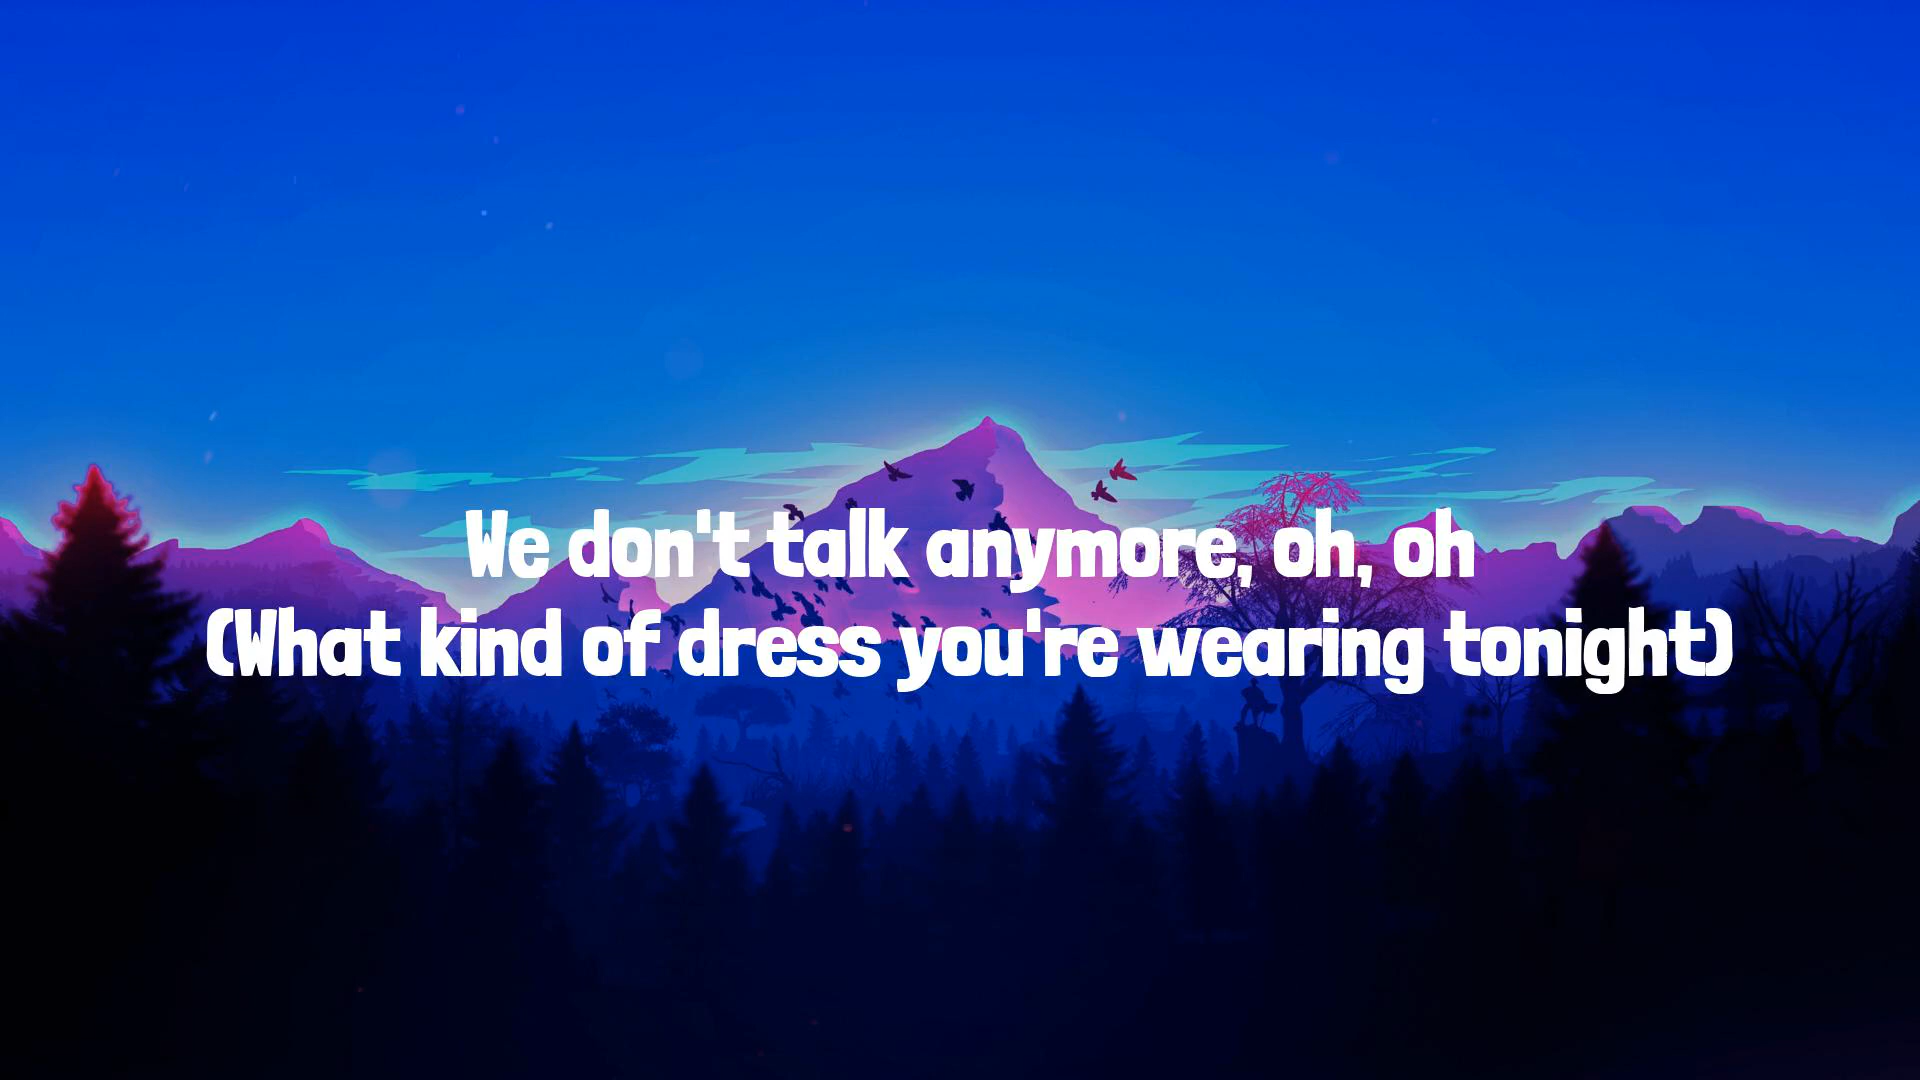 We don't talk anymore, oh, oh
(What kind of dress you're wearing tonight)